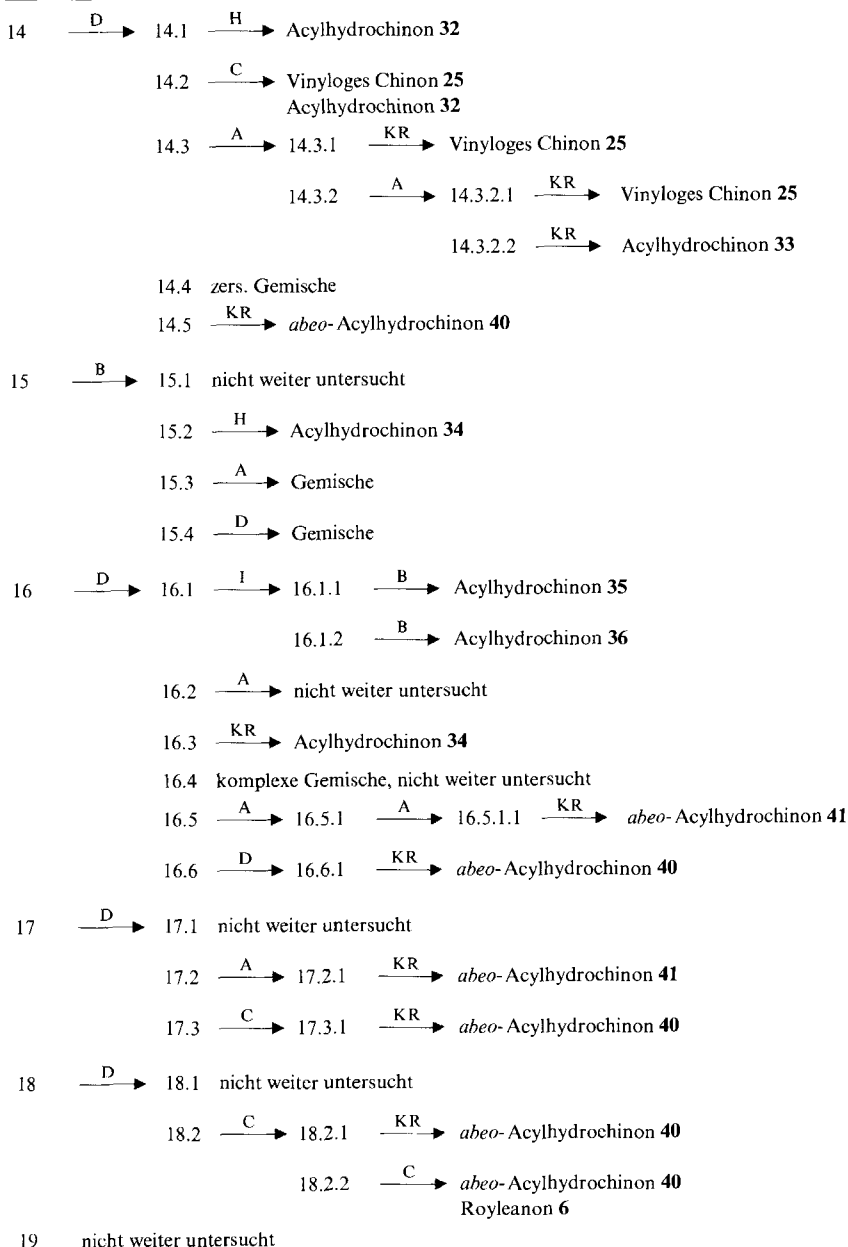 14 D 14.1 H Acylhydrochinon 32
14.2 C Vinyloges Chinon 25
Acylhydrochinon 32
14.3 A 14.3.1 KR Vinyloges Chinon 25
14.3.2 A 14.3.2.1 KR Vinyloges Chinon 25
14.3.2.2 KR Acylhydrochinon 33
14.4 zers. Gemische
14.5 KR abeo-Acylhydrochinon 40
15 B 15.1 nicht weiter untersucht
15.2 H Acylhydrochinon 34
15.3 A Gemische
15.4 D Gemische
16 D 16.1 I 16.1.1 B Acylhydrochinon 35
16.1.2 B Acylhydrochinon 36
16.2 A nicht weiter untersucht
16.3 KR Acylhydrochinon 34
16.4 komplexe Gemische, nicht weiter untersucht
16.5 A 16.5.1 A 16.5.1.1 KR abeo-Acylhydrochinon 41
16.6 D 16.6.1 KR abeo-Acylhydrochinon 40
17 D 17.1 nicht weiter untersucht
17.2 A 17.2.1 KR abeo-Acylhydrochinon 41
17.3 C 17.3.1 KR abeo-Acylhydrochinon 40
18 D 18.1 nicht weiter untersucht
18.2 C 18.2.1 KR abeo-Acylhydrochinon 40
18.2.2 C abeo-Acylhydrochinon 40
Royleanon 6
19 nicht weiter untersucht